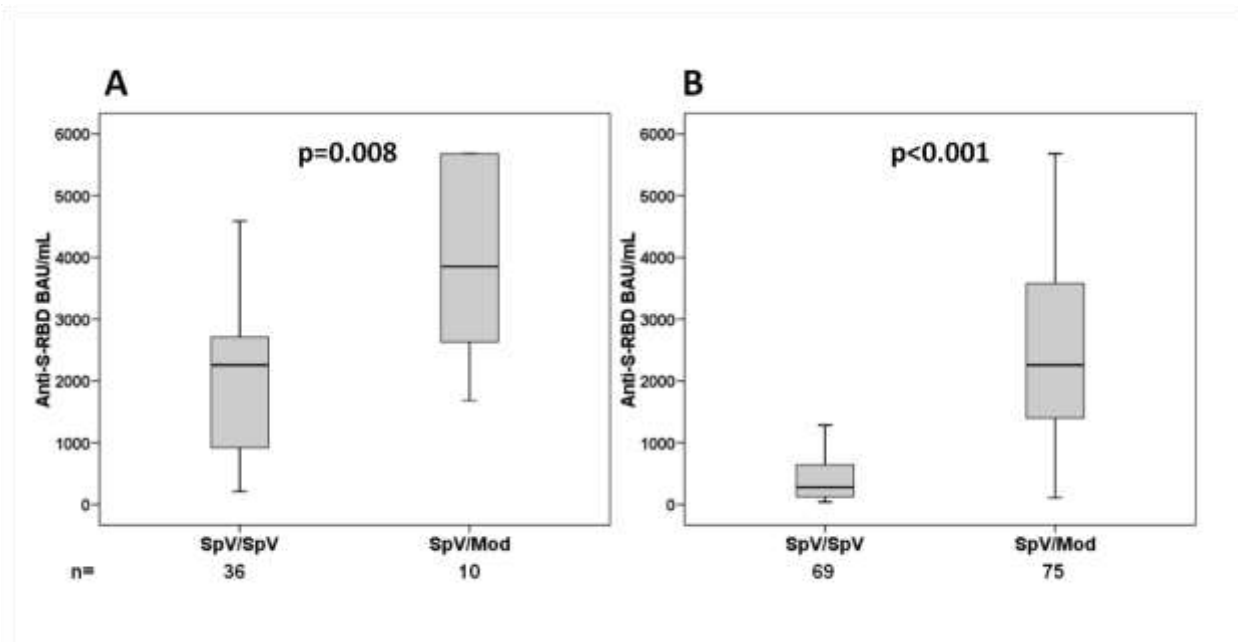 A
p=0.008
6000
5000
4000
3000
2000
1000
0
Anti-S-RBD BAU/mL
SpV/SpV SpV/Mod
n= 36 10
B
p<0.001
6000
5000
4000
3000
2000
1000
0
Anti-S-RBD BAU/mL
SpV/SpV SpV/Mod
69 75